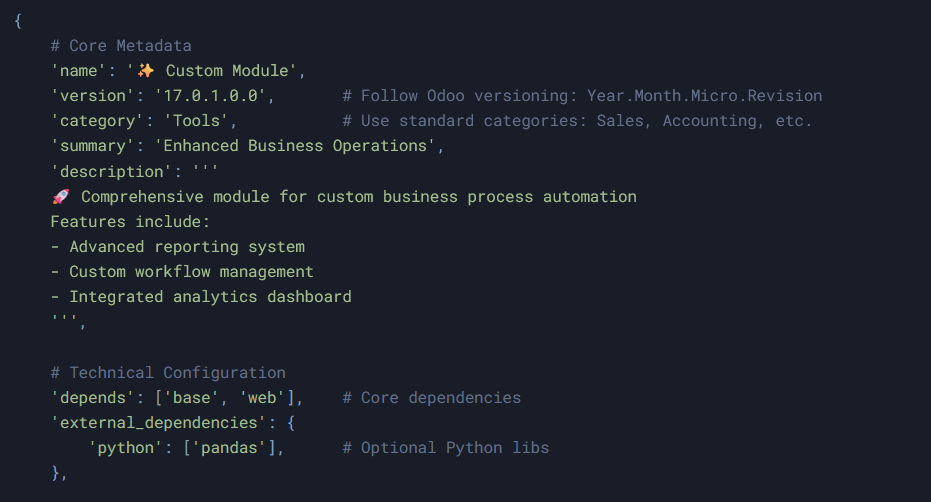 {
    # Core Metadata
    'name': '✨ Custom Module',
    'version': '17.0.1.0.0',       # Follow Odoo versioning: Year.Month.Micro.Revision
    'category': 'Tools',           # Use standard categories: Sales, Accounting, etc.
    'summary': 'Enhanced Business Operations',
    'description': '''
    🚀 Comprehensive module for custom business process automation
    Features include:
    - Advanced reporting system
    - Custom workflow management
    - Integrated analytics dashboard
    ''',

    # Technical Configuration
    'depends': ['base', 'web'],    # Core dependencies
    'external_dependencies': {
        'python': ['pandas'],      # Optional Python libs
    },